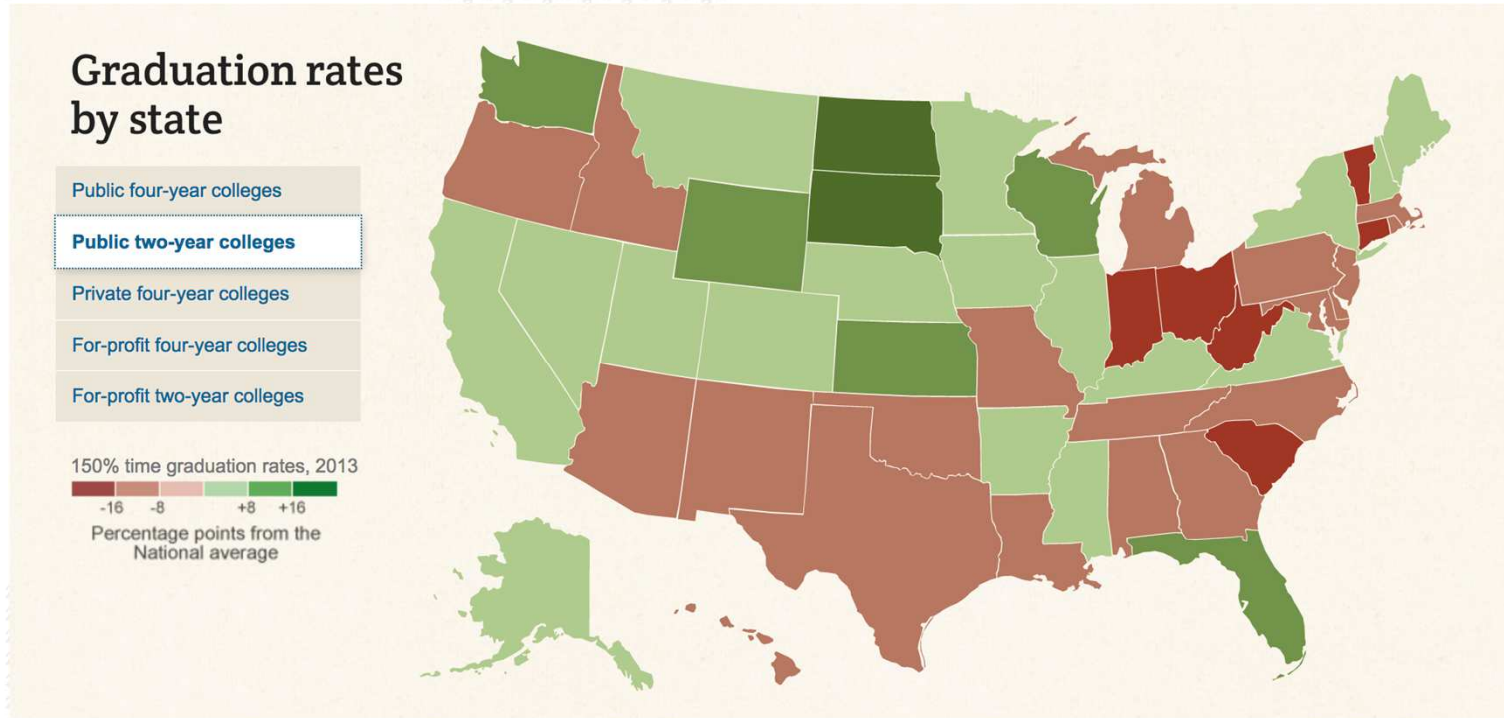 Graduation rates
by state
Public four-year colleges
Public two-year colleges
Private four-year colleges
For-profit four-year colleges
For-profit two-year colleges
150% time graduation rates, 2013
-16 -8 +8 +16
Percentage points from the
National average